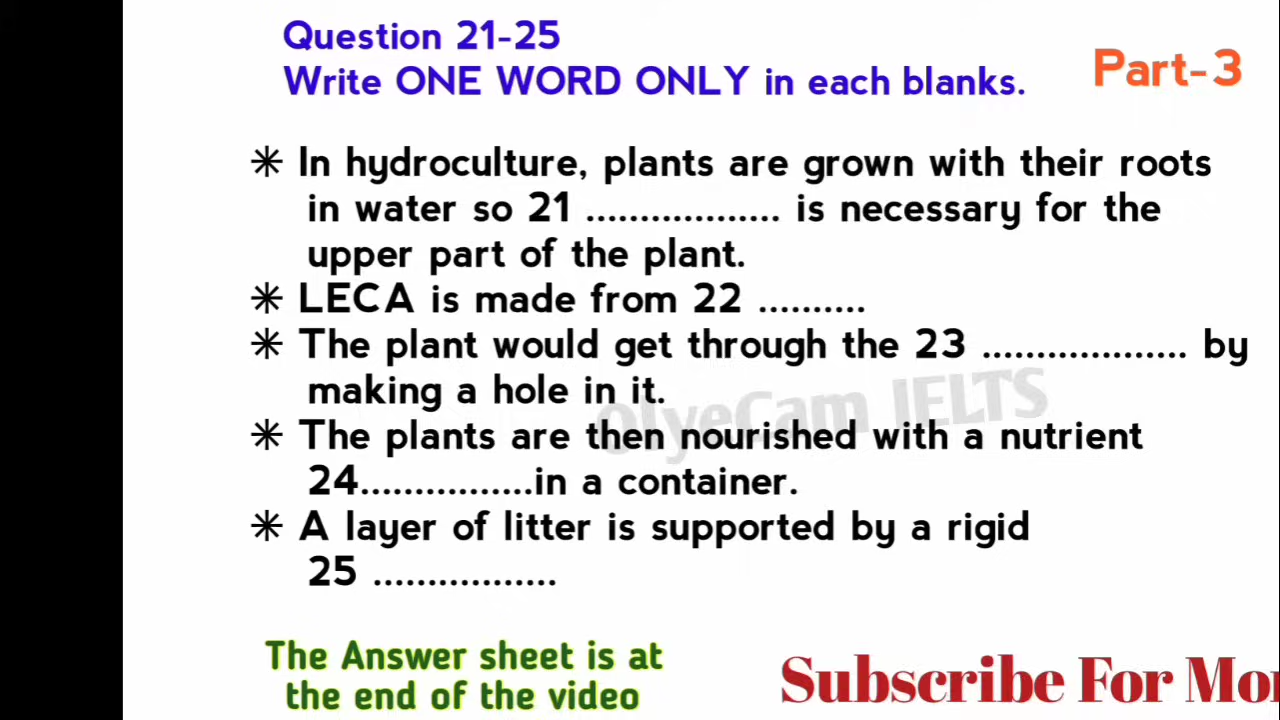 Question 21-25
Write ONE WORD ONLY in each blanks.
Part-3
✳ In hydroculture, plants are grown with their roots
in water so 21 .................. is necessary for the
upper part of the plant.
✳ LECA is made from 22 ..........
✳ The plant would get through the 23 ................... by
making a hole in it.
OlyeCam IELTS
✳ The plants are then nourished with a nutrient
24................in a container.
✳ A layer of litter is supported by a rigid
25 .................
The Answer sheet is at
the end of the video
Subscribe For Mo